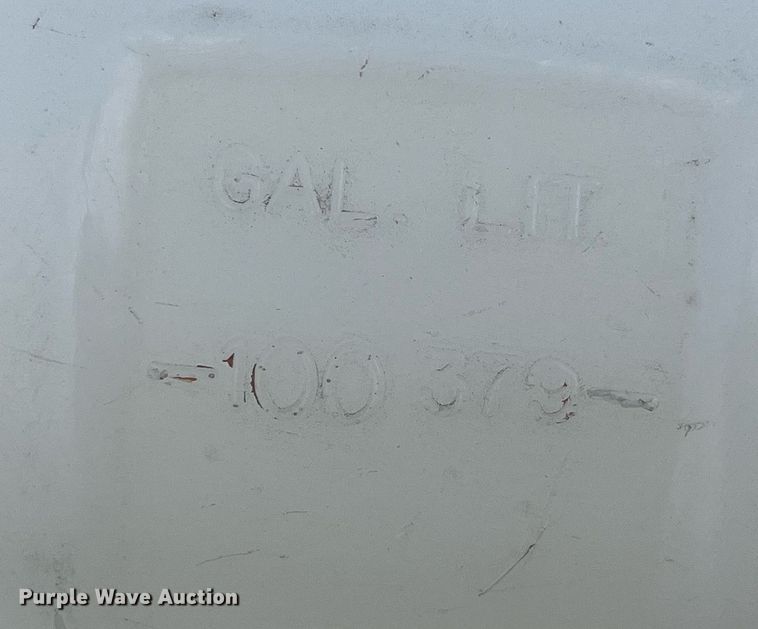 GAL. LIT
-100 379-
Purple Wave Auction